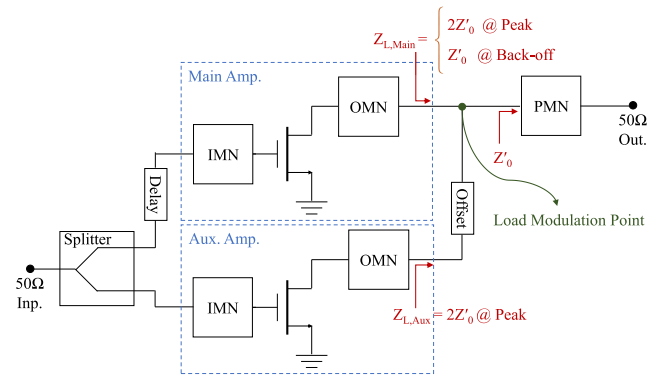 Z_L,Main = { 2Z'₀ @ Peak
Z'₀ @ Back-off
Main Amp.
OMN
PMN
50Ω
Out.
Z'₀
IMN
Delay
Offset
Load Modulation Point
Splitter
Aux. Amp.
OMN
50Ω
Inp.
IMN
Z_L,Aux = 2Z'₀ @ Peak